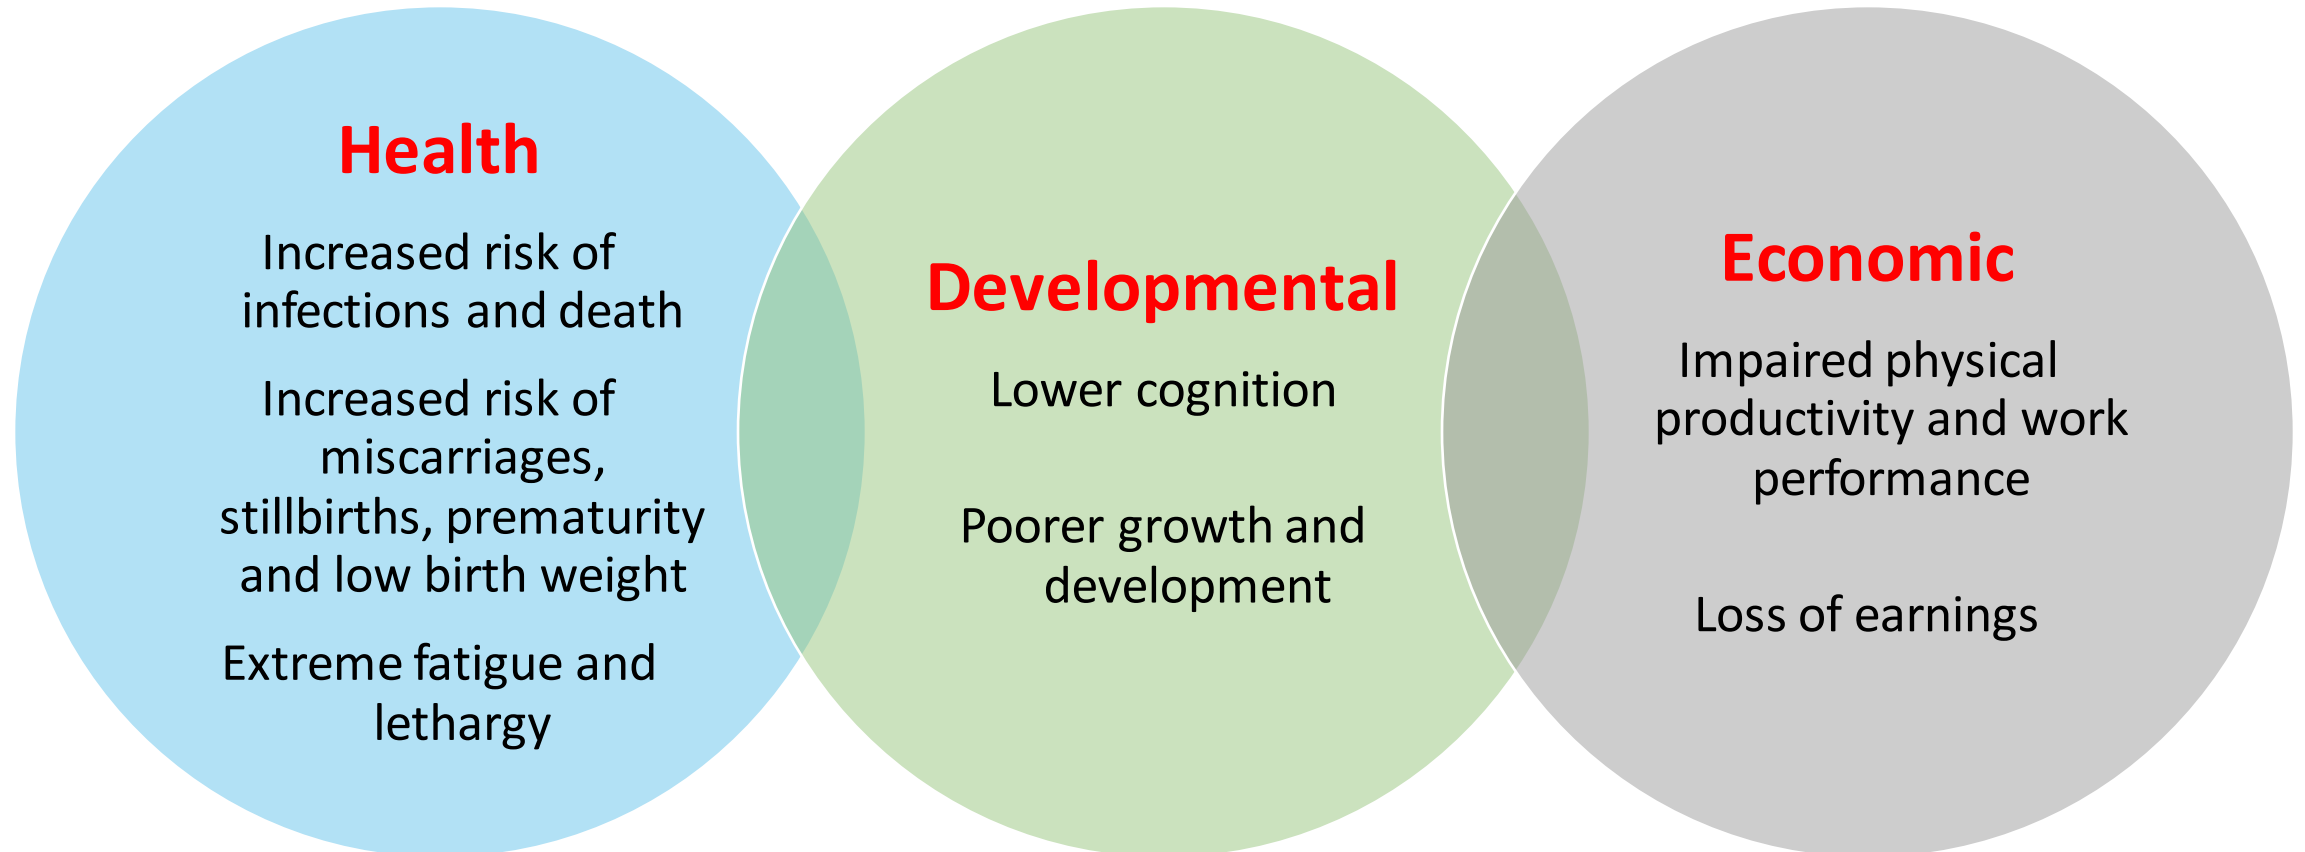 Health
Increased risk of
infections and death
Increased risk of
miscarriages,
stillbirths, prematurity
and low birth weight
Extreme fatigue and
lethargy
Developmental
Lower cognition
Poorer growth and
development
Economic
Impaired physical
productivity and work
performance
Loss of earnings